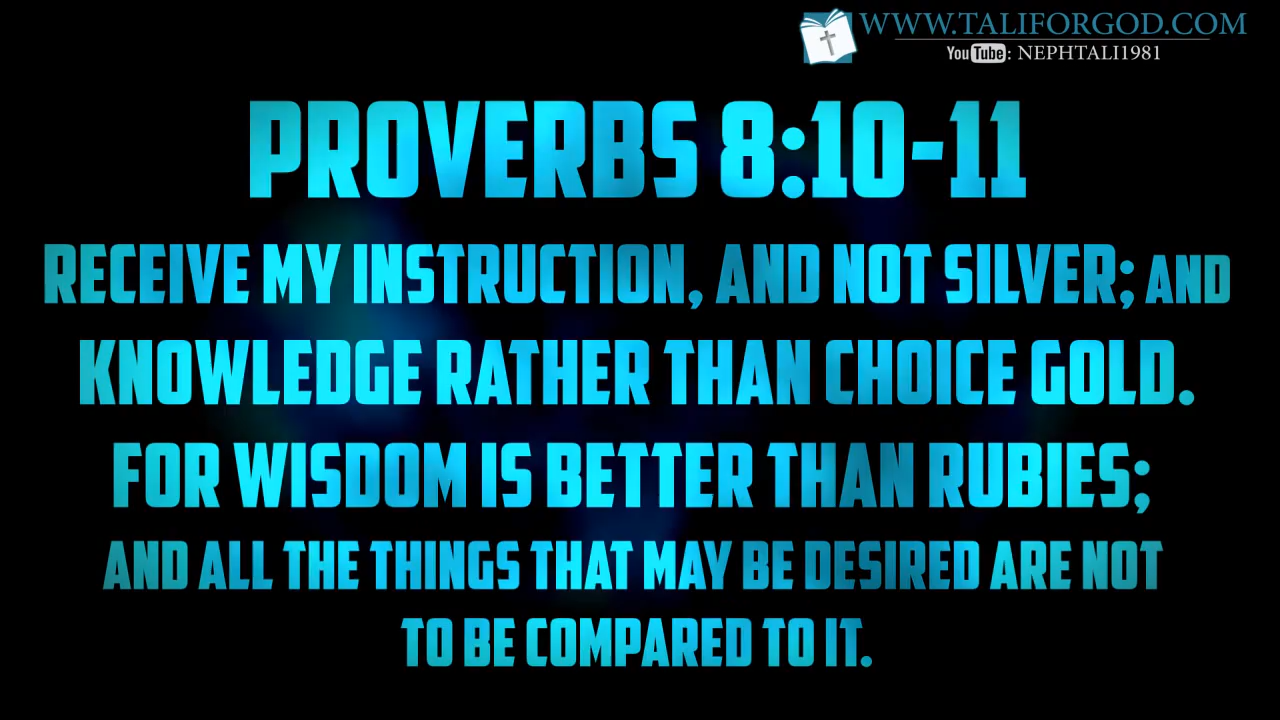 WWW.TALIFORGOD.COM
YouTube: NEPHTALI1981
PROVERBS 8:10-11
RECEIVE MY INSTRUCTION, AND NOT SILVER; AND
KNOWLEDGE RATHER THAN CHOICE GOLD.
FOR WISDOM IS BETTER THAN RUBIES;
AND ALL THE THINGS THAT MAY BE DESIRED ARE NOT
TO BE COMPARED TO IT.